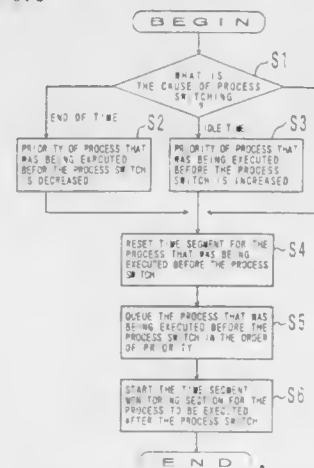 BEGIN
S1
WHAT IS
THE CAUSE OF PROCESS
SWITCHING
?
END OF TIME
S2
IDLE TIME
S3
PRIORITY OF PROCESS THAT
WAS BEING EXECUTED
BEFOR THE PROCESS SWITCH
IS DECREASED
PRIORITY OF PROCESS THAT
WAS BEING EXECUTED
BEFORE THE PROCESS
SWITCH IS INCREASED
RESET TIME SEGMENT FOR THE
PROCESS THAT WAS BEING
EXECUTED BEFORE THE PROCESS
SWITCH
S4
QUEUE THE PROCESS THAT WAS
BEING EXECUTED BEFORE THE
PROCESS SWITCH IN THE ORDER
OF PRIORITY
S5
START THE TIME SEGMENT
MONITORING SECTION FOR THE
PROCESS TO BE EXECUTED
AFTER THE PROCESS SWITCH
S6
END